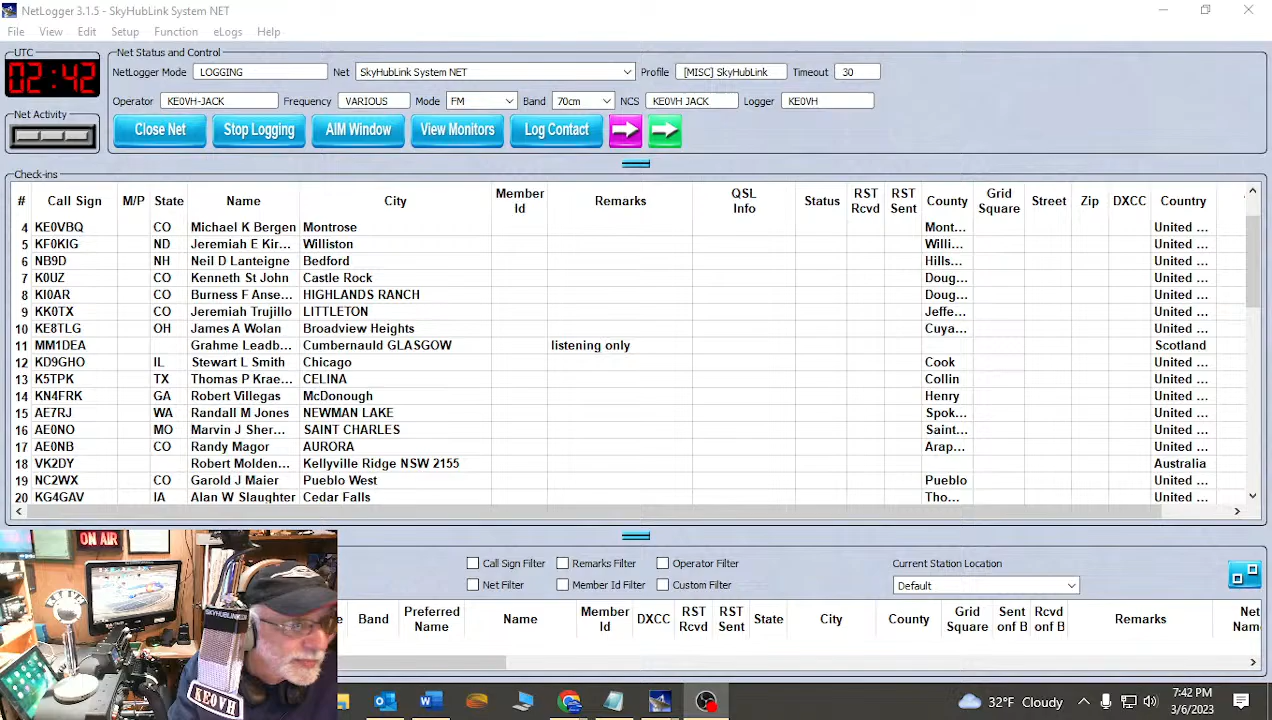 NetLogger 3.1.5 - SkyHubLink System NET
File View Edit Setup Function eLogs Help
UTC
02:42
Net Activity
Net Status and Control
NetLogger Mode LOGGING Net SkyHubLink System NET Profile [MISC] SkyHubLink Timeout 30
Operator KE0VH-JACK Frequency VARIOUS Mode FM Band 70cm NCS KE0VH JACK Logger KE0VH
Close Net Stop Logging AIM Window View Monitors Log Contact
Check-ins
# Call Sign M/P State Name City Member Id Remarks QSL Info Status RST Rcvd RST Sent County Grid Square Street Zip DXCC Country
4 KE0VBQ CO Michael K Bergen Montrose Mont... United ...
5 KF0KIG ND Jeremiah E Kir... Williston Willi... United ...
6 NB9D NH Neil D Lanteigne Bedford Hills... United ...
7 K0UZ CO Kenneth St John Castle Rock Doug... United ...
8 KI0AR CO Burness F Anse... HIGHLANDS RANCH Doug... United ...
9 KK0TX CO Jeremiah Trujillo LITTLETON Jeffe... United ...
10 KE8TLG OH James A Wolan Broadview Heights Cuya... United ...
11 MM1DEA Grahme Leadb... Cumbernauld GLASGOW listening only Scotland
12 KD9GHO IL Stewart L Smith Chicago Cook United ...
13 K5TPK TX Thomas P Krae... CELINA Collin United ...
14 KN4FRK GA Robert Villegas McDonough Henry United ...
15 AE7RJ WA Randall M Jones NEWMAN LAKE Spok... United ...
16 AE0NO MO Marvin J Sher... SAINT CHARLES Saint... United ...
17 AE0NB CO Randy Magor AURORA Arap... United ...
18 VK2DY Robert Molden... Kellyville Ridge NSW 2155 Australia
19 NC2WX CO Garold J Maier Pueblo West Pueblo United ...
20 KG4GAV IA Alan W Slaughter Cedar Falls Tho... United ...
ON AIR
SKYHUBLINK
KE0VH
Call Sign Filter Remarks Filter Operator Filter
Net Filter Member Id Filter Custom Filter
Current Station Location
Default
Band Preferred Name Name Member Id DXCC RST Rcvd RST Sent State City County Grid Square Sent onf B Rcvd onf B Remarks Net Name
32°F Cloudy
7:42 PM
3/6/2023